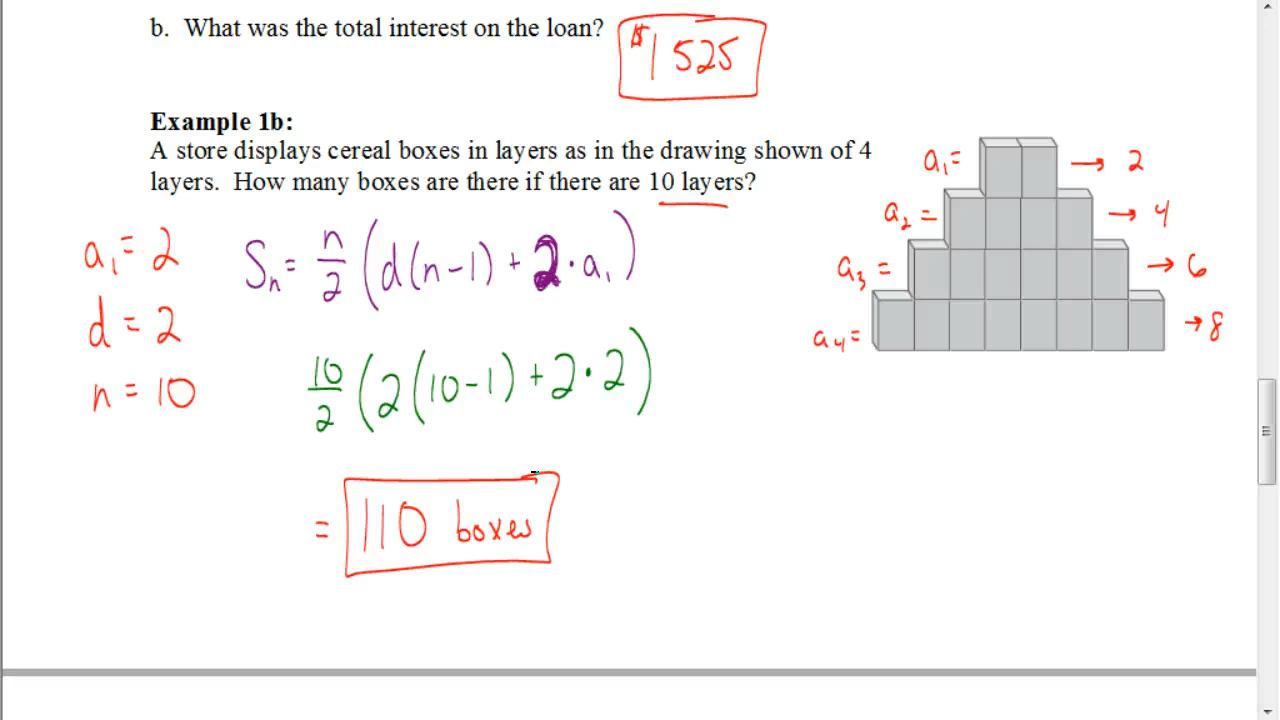 b. What was the total interest on the loan? $1525
Example 1b:
A store displays cereal boxes in layers as in the drawing shown of 4
layers. How many boxes are there if there are 10 layers?
a₁ = → 2
a₂ = → 4
a₃ = → 6
a₄ = → 8
a₁ = 2
d = 2
n = 10
Sₙ = n/2 (d(n-1) + 2·a₁)
10/2 (2(10-1) + 2·2)
= 110 boxes